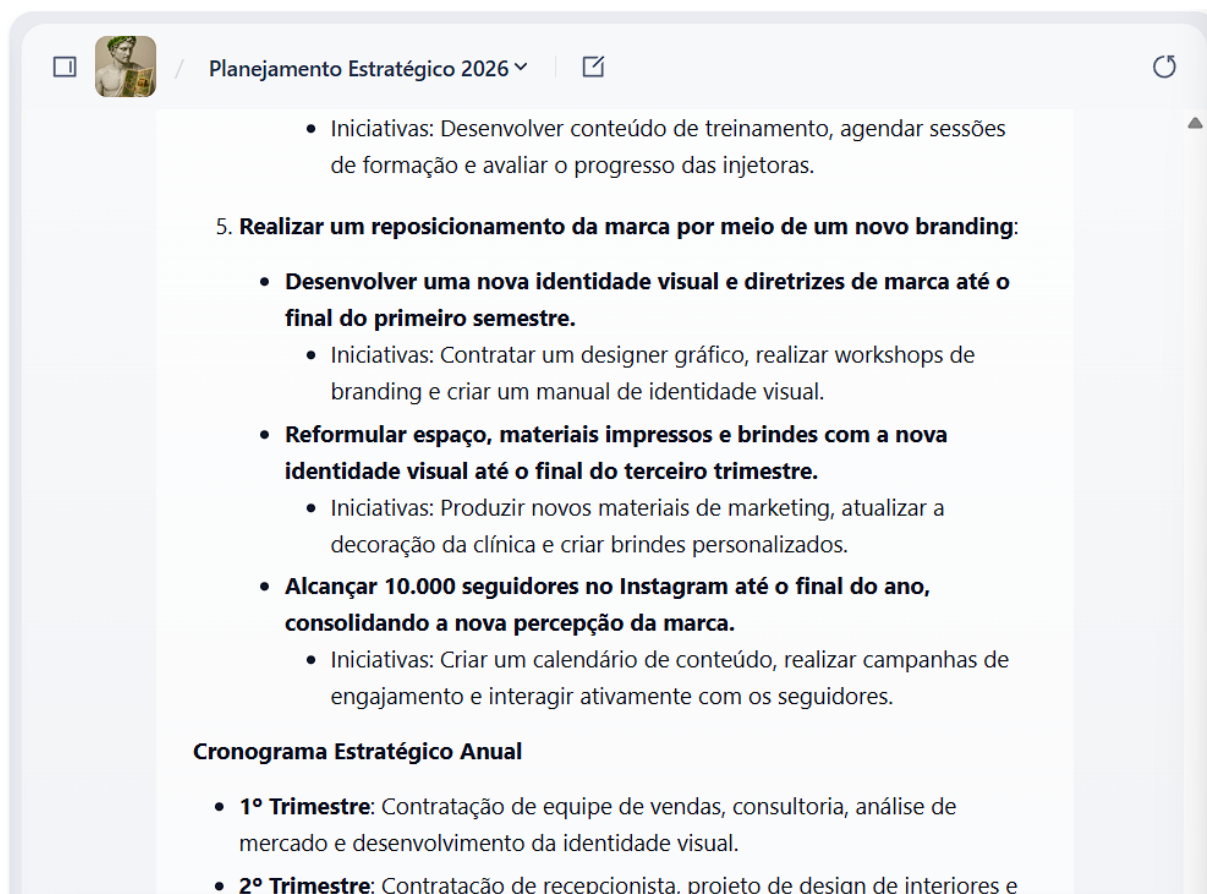 Planejamento Estratégico 2026
Iniciativas: Desenvolver conteúdo de treinamento, agendar sessões
de formação e avaliar o progresso das injetoras.
5. Realizar um reposicionamento da marca por meio de um novo branding:
Desenvolver uma nova identidade visual e diretrizes de marca até o
final do primeiro semestre.
Iniciativas: Contratar um designer gráfico, realizar workshops de
branding e criar um manual de identidade visual.
Reformular espaço, materiais impressos e brindes com a nova
identidade visual até o final do terceiro trimestre.
Iniciativas: Produzir novos materiais de marketing, atualizar a
decoração da clínica e criar brindes personalizados.
Alcançar 10.000 seguidores no Instagram até o final do ano,
consolidando a nova percepção da marca.
Iniciativas: Criar um calendário de conteúdo, realizar campanhas de
engajamento e interagir ativamente com os seguidores.
Cronograma Estratégico Anual
1º Trimestre: Contratação de equipe de vendas, consultoria, análise de
mercado e desenvolvimento da identidade visual.
2º Trimestre: Contratação de recepcionista, projeto de design de interiores e